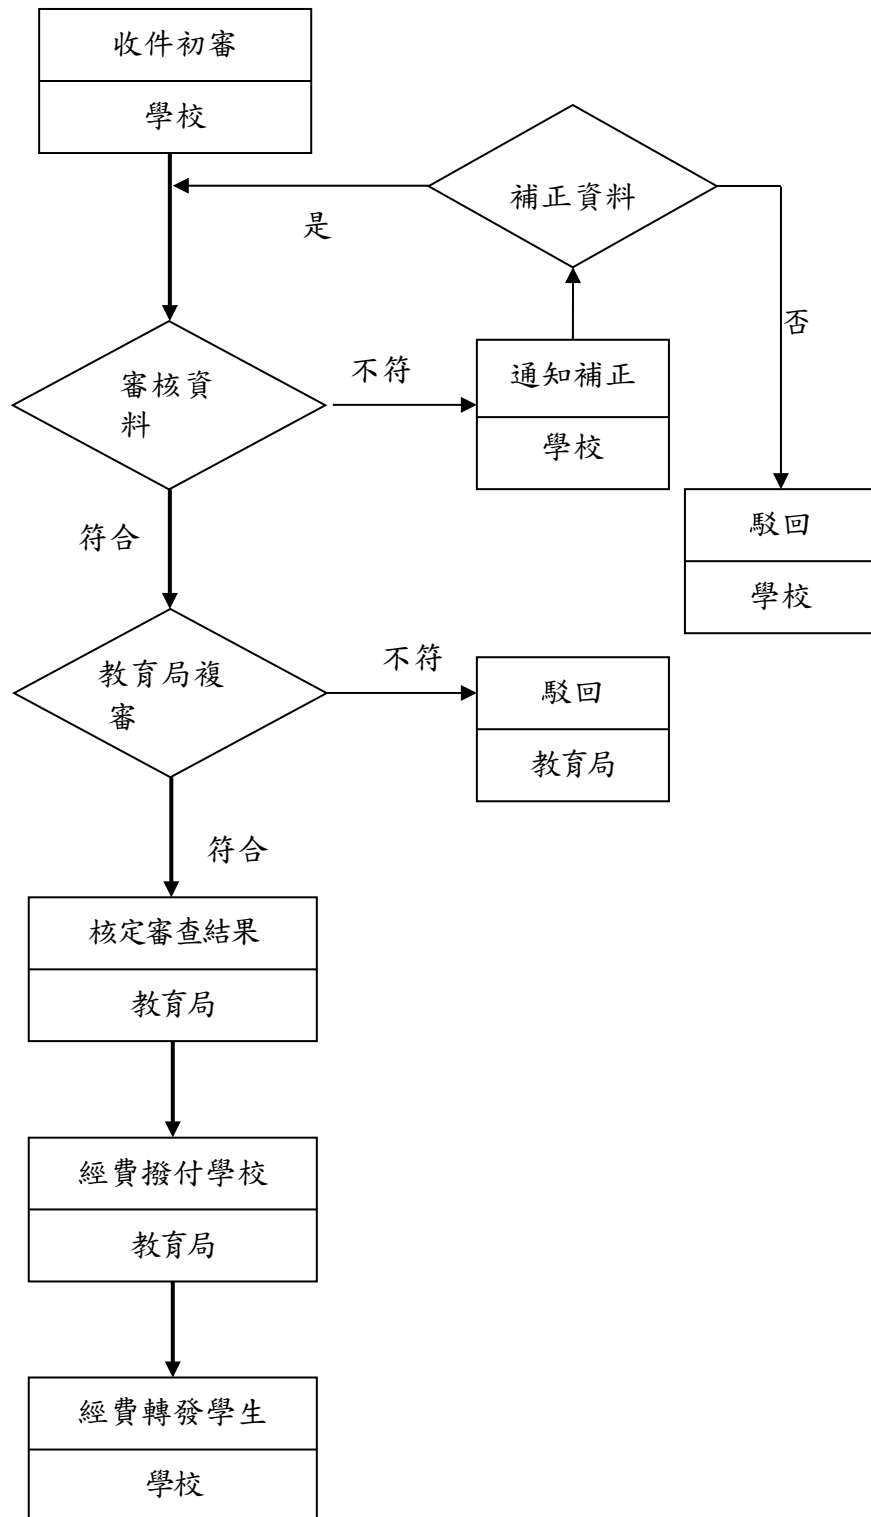 收件初審
學校
補正資料
是
否
不符
審核資
料
通知補正
學校
符合
駁回
學校
不符
教育局複
審
駁回
教育局
符合
核定審查結果
教育局
經費撥付學校
教育局
經費轉發學生
學校